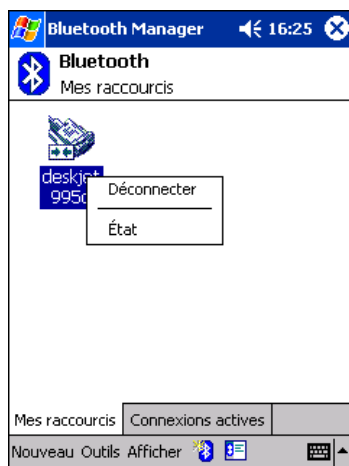 Bluetooth Manager 16:25
Bluetooth
Mes raccourcis
deskjet
995c
Déconnecter
État
Mes raccourcis Connexions actives
Nouveau Outils Afficher